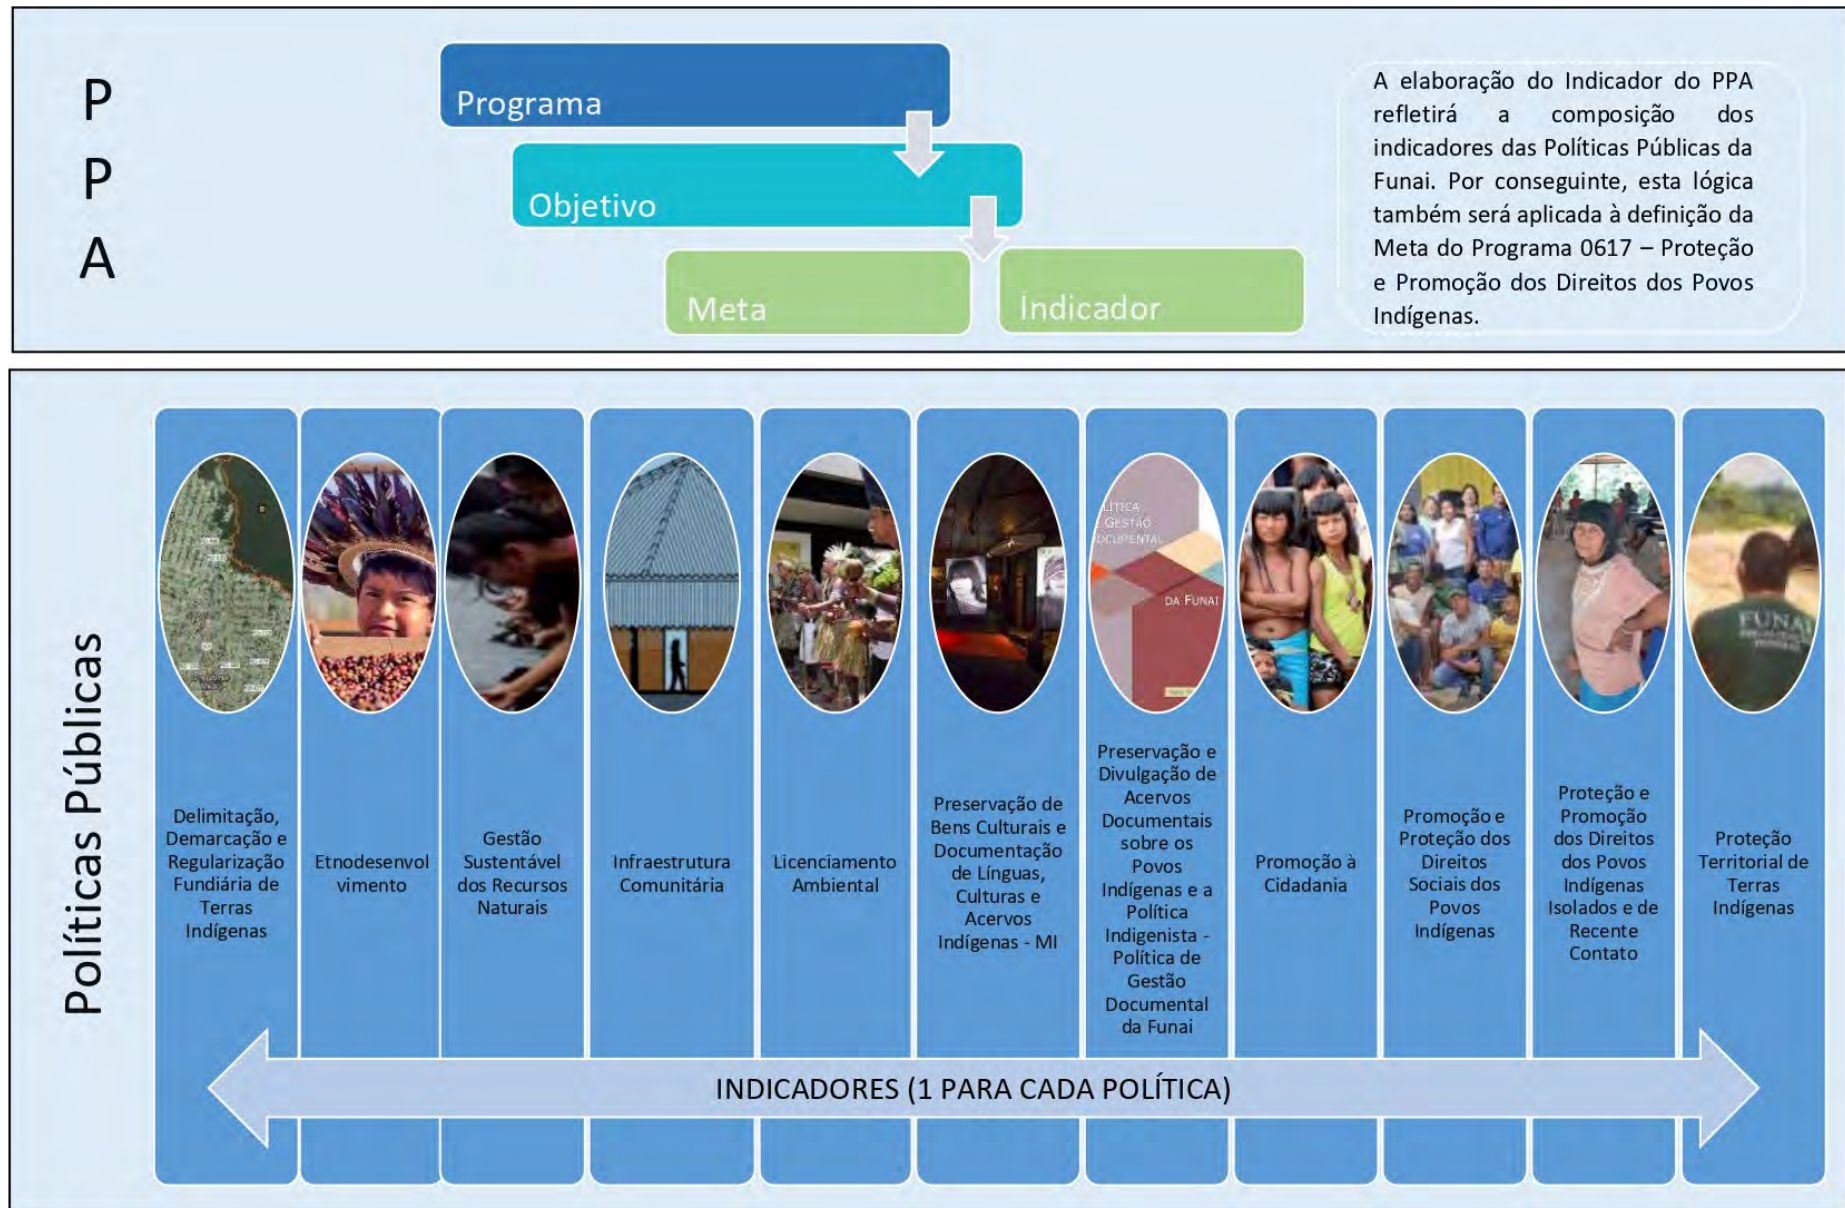 P
P
A
Programa
Objetivo
Meta
Indicador
A elaboração do Indicador do PPA
refletirá a composição dos
indicadores das Políticas Públicas da
Funai. Por conseguinte, esta lógica
também será aplicada à definição da
Meta do Programa 0617 – Proteção
e Promoção dos Direitos dos Povos
Indígenas.
Políticas Públicas
Delimitação,
Demarcação e
Regularização
Fundiária de
Terras
Indígenas
Etnodesenvol
vimento
Gestão
Sustentável
dos Recursos
Naturais
Infraestrutura
Comunitária
Licenciamento
Ambiental
Preservação de
Bens Culturais e
Documentação
de Línguas,
Culturas e
Acervos
Indígenas - MI
DA FUNAI
Preservação e
Divulgação de
Acervos
Documentais
sobre os
Povos
Indígenas e a
Política
Indigenista -
Política de
Gestão
Documental
da Funai
Promoção à
Cidadania
Promoção e
Proteção dos
Direitos
Sociais dos
Povos
Indígenas
Proteção e
Promoção
dos Direitos
dos Povos
Indígenas
Isolados e de
Recente
Contato
FUNAI
Proteção
Territorial de
Terras
Indígenas
INDICADORES (1 PARA CADA POLÍTICA)